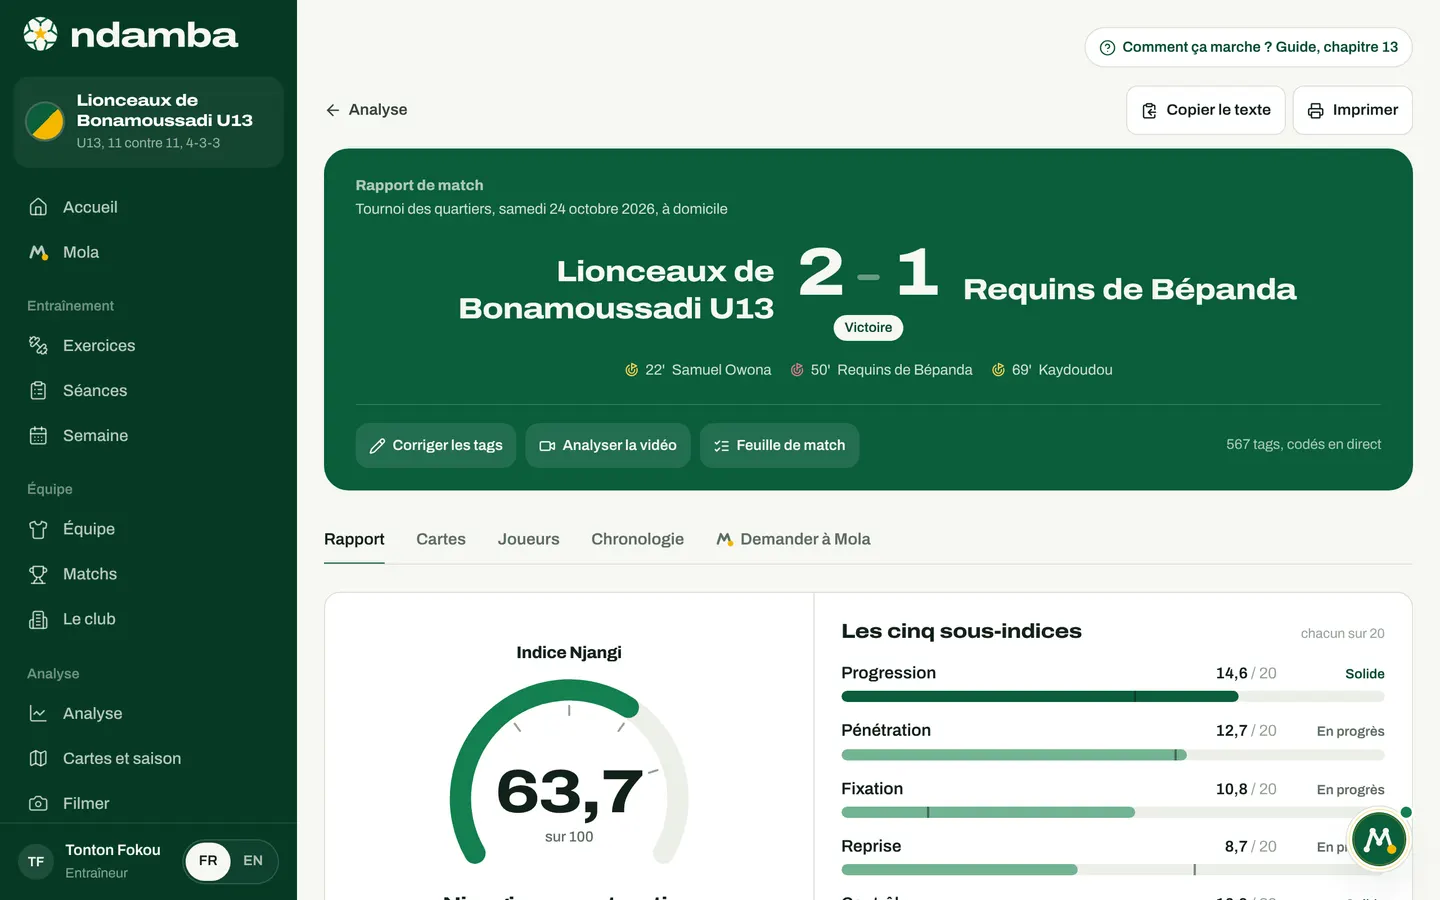 ndamba
Lionceaux de
Bonamoussadi U13
U13, 11 contre 11, 4-3-3
Accueil
Mola
Entraînement
Exercices
Séances
Semaine
Équipe
Équipe
Matchs
Le club
Analyse
Analyse
Cartes et saison
Filmer
TF
Tonton Fokou
Entraîneur
FR
EN
Comment ça marche ? Guide, chapitre 13
Analyse
Copier le texte
Imprimer
Rapport de match
Tournoi des quartiers, samedi 24 octobre 2026, à domicile
Lionceaux de
Bonamoussadi U13
2 – 1
Requins de Bépanda
Victoire
22' Samuel Owona
50' Requins de Bépanda
69' Kaydoudou
Corriger les tags
Analyser la vidéo
Feuille de match
567 tags, codés en direct
Rapport
Cartes
Joueurs
Chronologie
Demander à Mola
Indice Njangi
63,7
sur 100
Les cinq sous-indices
chacun sur 20
Progression 14,6 / 20 Solide
Pénétration 12,7 / 20 En progrès
Fixation 10,8 / 20 En progrès
Reprise 8,7 / 20 En